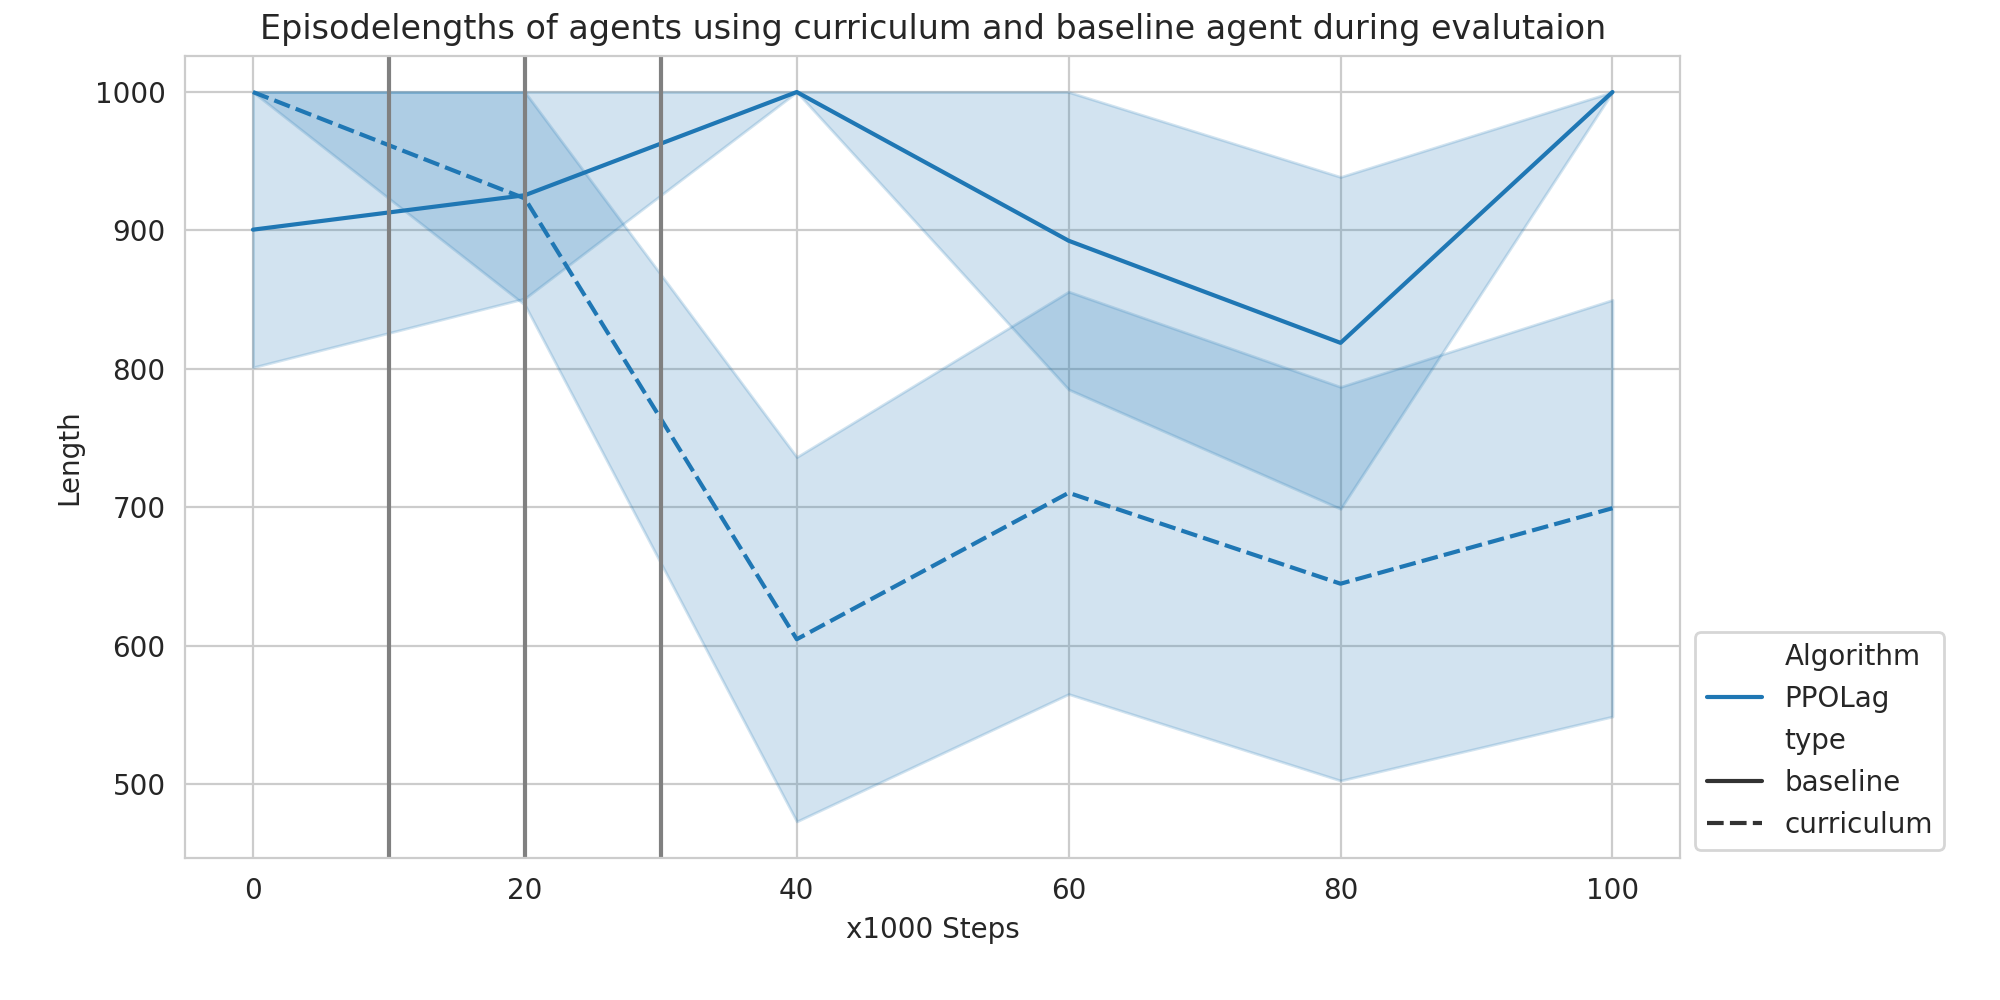 Episodelengths of agents using curriculum and baseline agent during evalutaion
1000
900
800
700
600
500
Length
0 20 40 60 80 100
x1000 Steps
Algorithm
PPOLag
type
baseline
curriculum